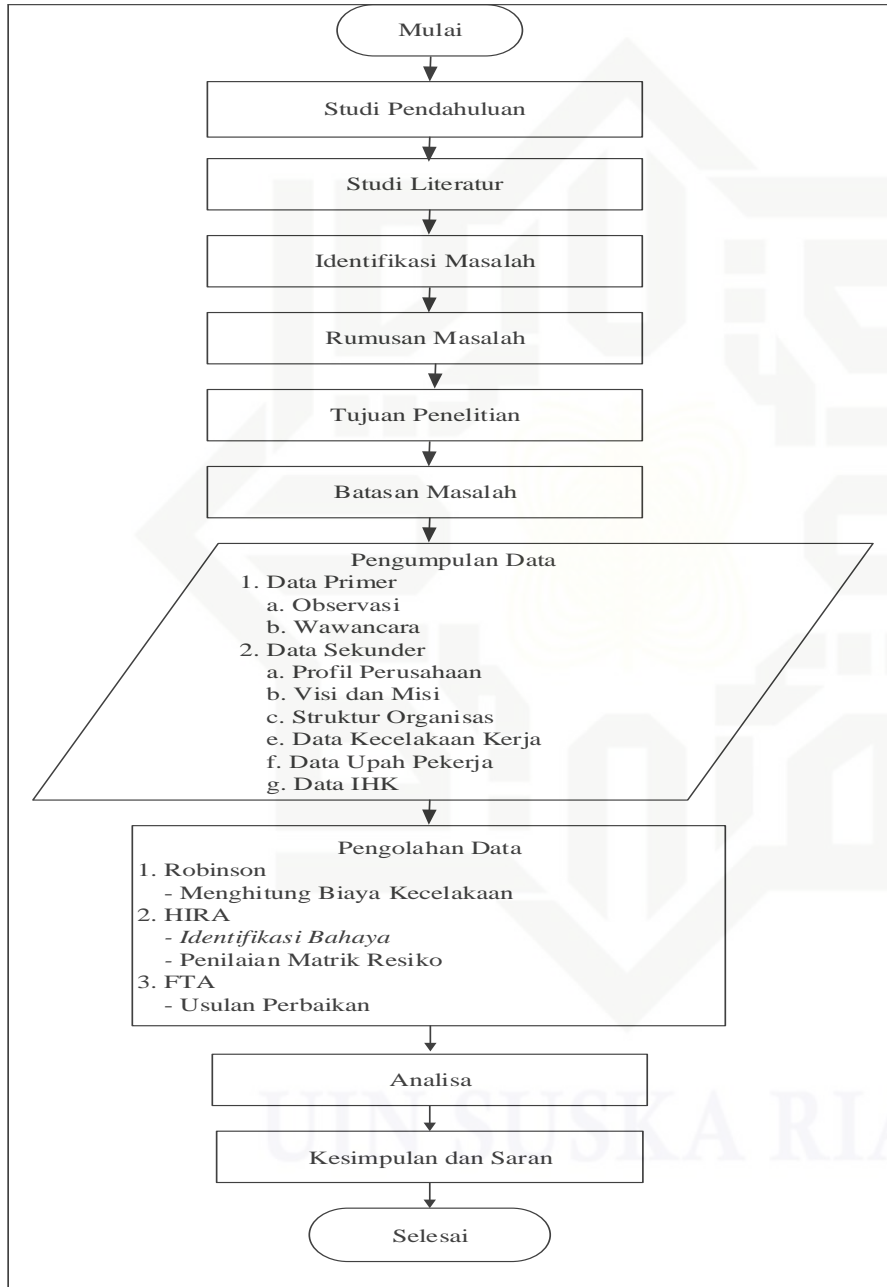 Mulai
Studi Pendahuluan
Studi Literatur
Identifikasi Masalah
Rumusan Masalah
Tujuan Penelitian
Batasan Masalah
Pengumpulan Data
1. Data Primer
a. Observasi
b. Wawancara
2. Data Sekunder
a. Profil Perusahaan
b. Visi dan Misi
c. Struktur Organisas
e. Data Kecelakaan Kerja
f. Data Upah Pekerja
g. Data IHK
Pengolahan Data
1. Robinson
- Menghitung Biaya Kecelakaan
2. HIRA
- Identifikasi Bahaya
- Penilaian Matrik Resiko
3. FTA
- Usulan Perbaikan
Analisa
UIN SUSKA RIA
Kesimpulan dan Saran
Selesai